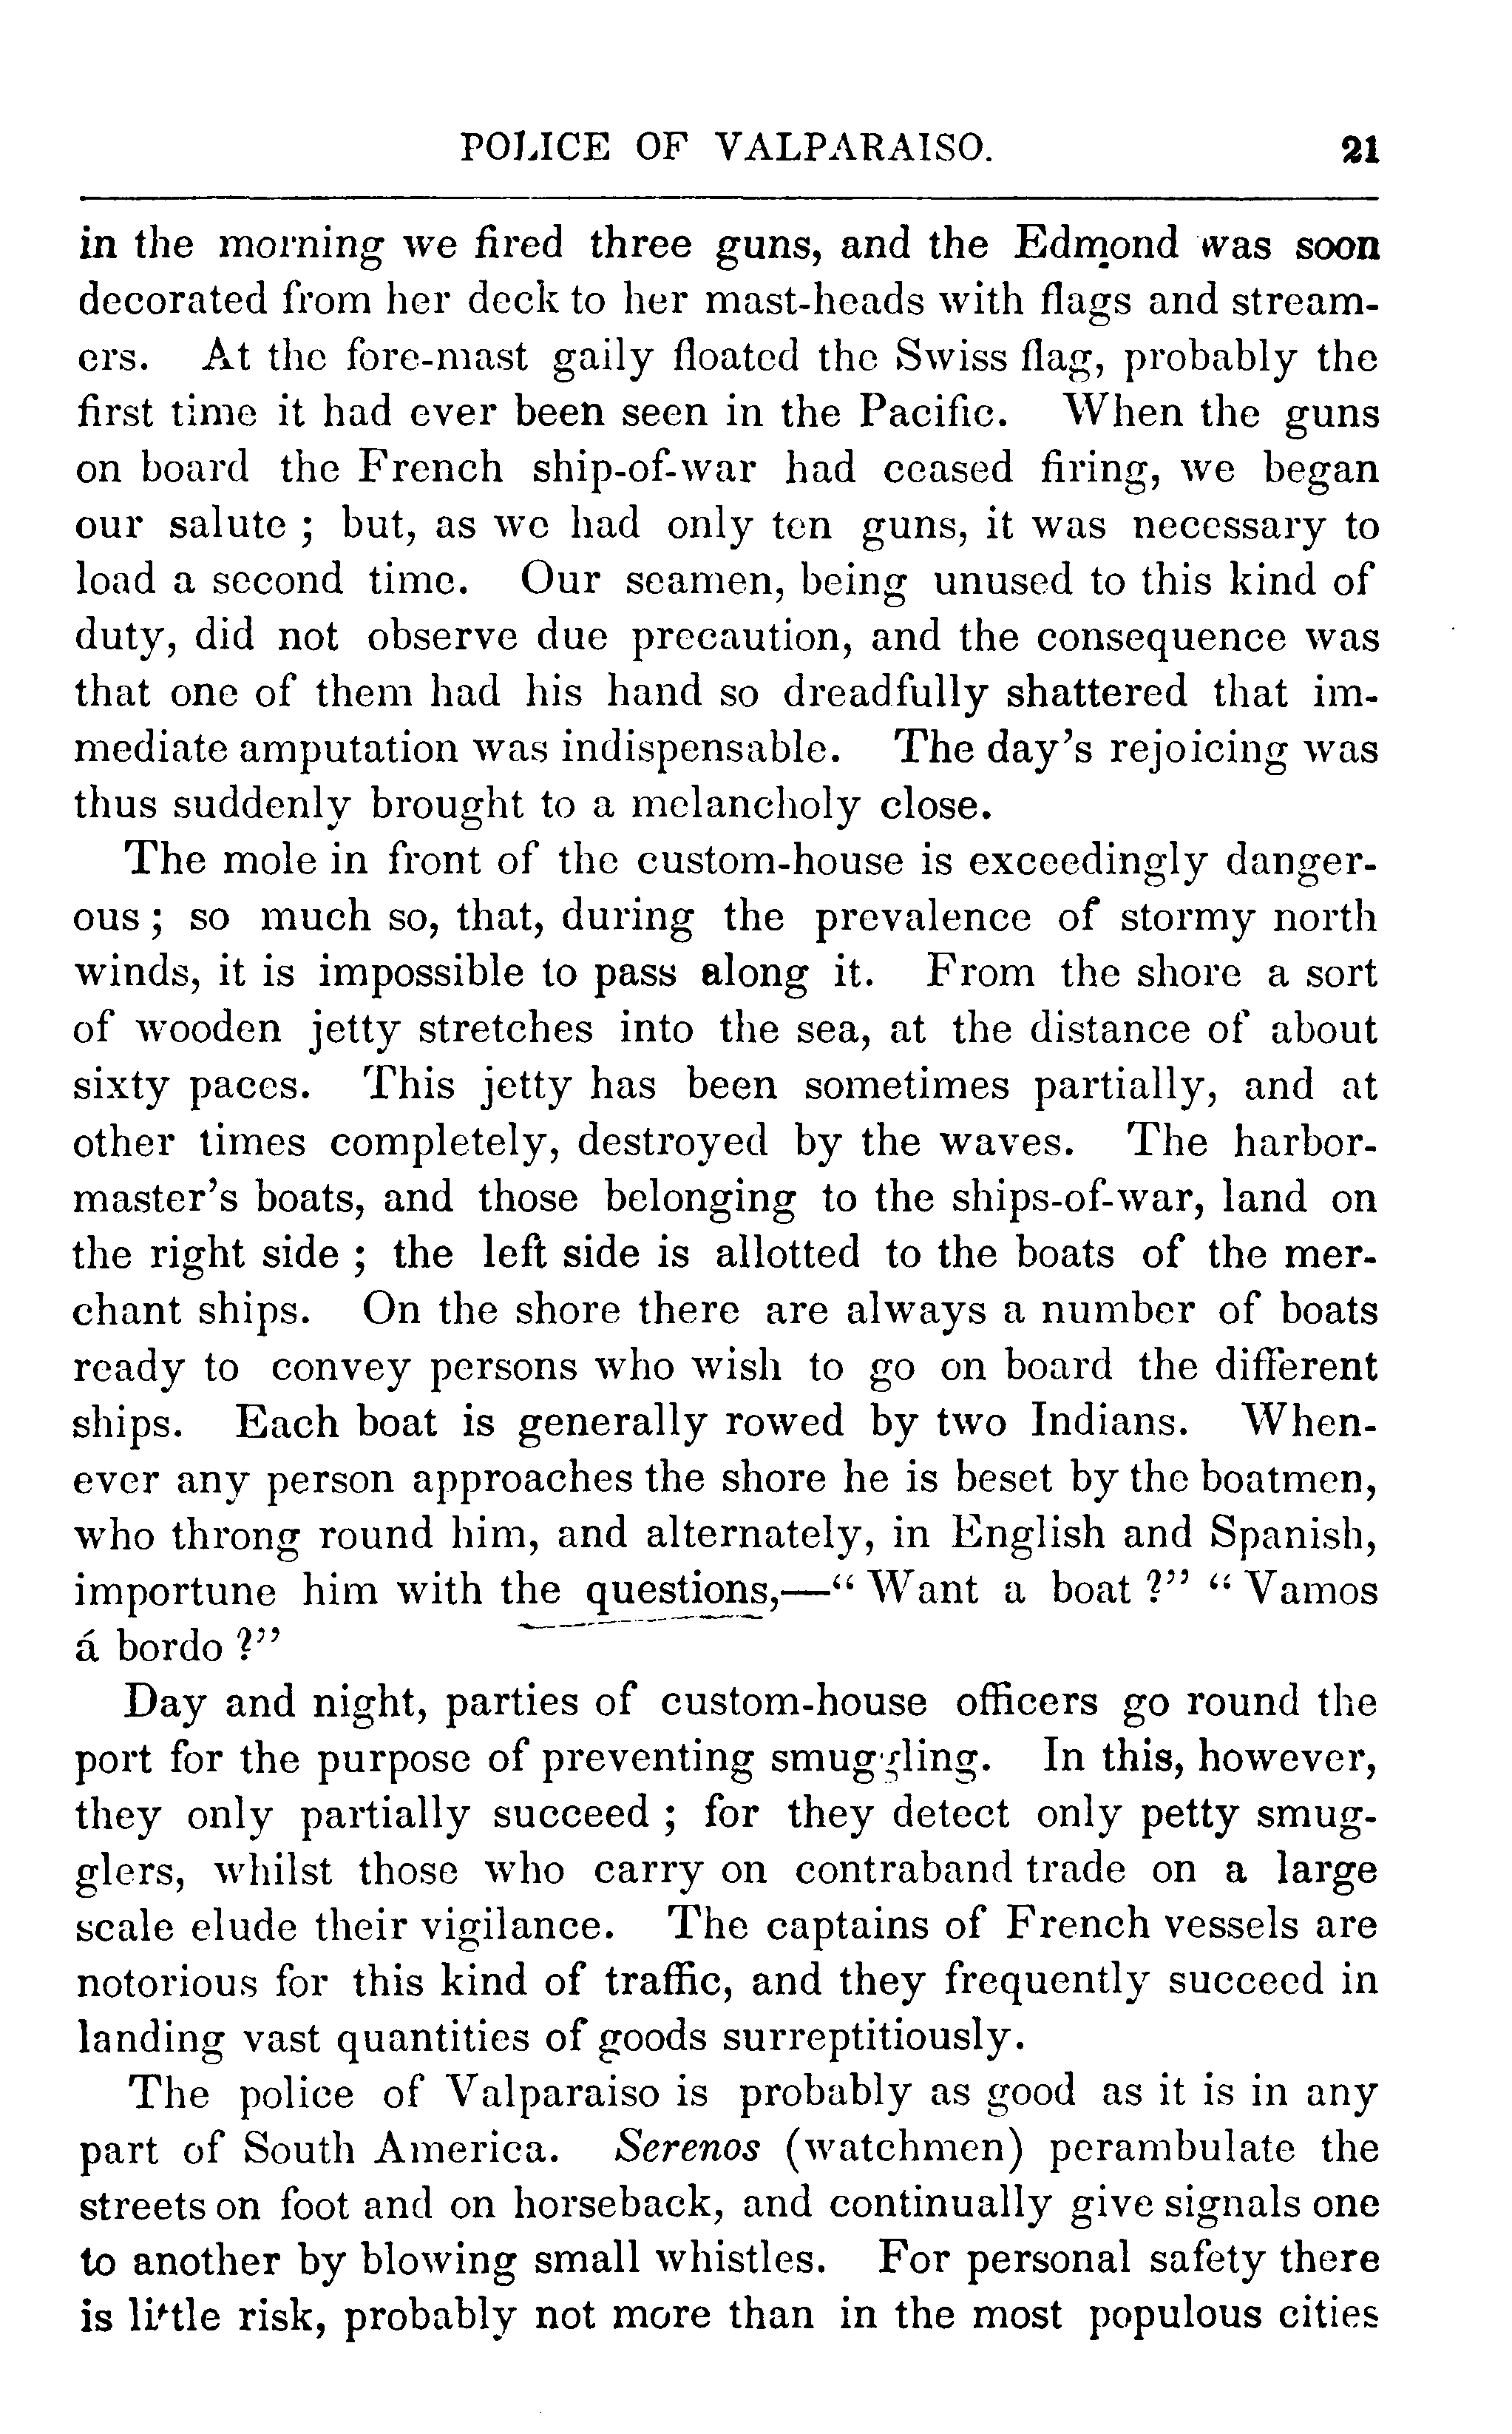 POLICE OF VALPARAISO. 21
in the morning we fired three guns, and the Edmond was soon
decorated from her deck to her mast-heads with flags and stream-
ers. At the fore-mast gaily floated the Swiss flag, probably the
first time it had ever been seen in the Pacific. When the guns
on board the French ship-of-war had ceased firing, we began
our salute ; but, as we had only ten guns, it was necessary to
load a second time. Our seamen, being unused to this kind of
duty, did not observe due precaution, and the consequence was
that one of them had his hand so dreadfully shattered that im-
mediate amputation was indispensable. The day's rejoicing was
thus suddenly brought to a melancholy close.
The mole in front of the custom-house is exceedingly danger-
ous ; so much so, that, during the prevalence of stormy north
winds, it is impossible to pass along it. From the shore a sort
of wooden jetty stretches into the sea, at the distance of about
sixty paces. This jetty has been sometimes partially, and at
other times completely, destroyed by the waves. The harbor-
master's boats, and those belonging to the ships-of-war, land on
the right side ; the left side is allotted to the boats of the mer-
chant ships. On the shore there are always a number of boats
ready to convey persons who wish to go on board the different
ships. Each boat is generally rowed by two Indians. When-
ever any person approaches the shore he is beset by the boatmen,
who throng round him, and alternately, in English and Spanish,
importune him with the questions,—“ Want a boat ?” “ Vamos
á bordo ?”
Day and night, parties of custom-house officers go round the
port for the purpose of preventing smuggling. In this, however,
they only partially succeed ; for they detect only petty smug-
glers, whilst those who carry on contraband trade on a large
scale elude their vigilance. The captains of French vessels are
notorious for this kind of traffic, and they frequently succeed in
landing vast quantities of goods surreptitiously.
The police of Valparaiso is probably as good as it is in any
part of South America. Serenos (watchmen) perambulate the
streets on foot and on horseback, and continually give signals one
to another by blowing small whistles. For personal safety there
is little risk, probably not more than in the most populous cities